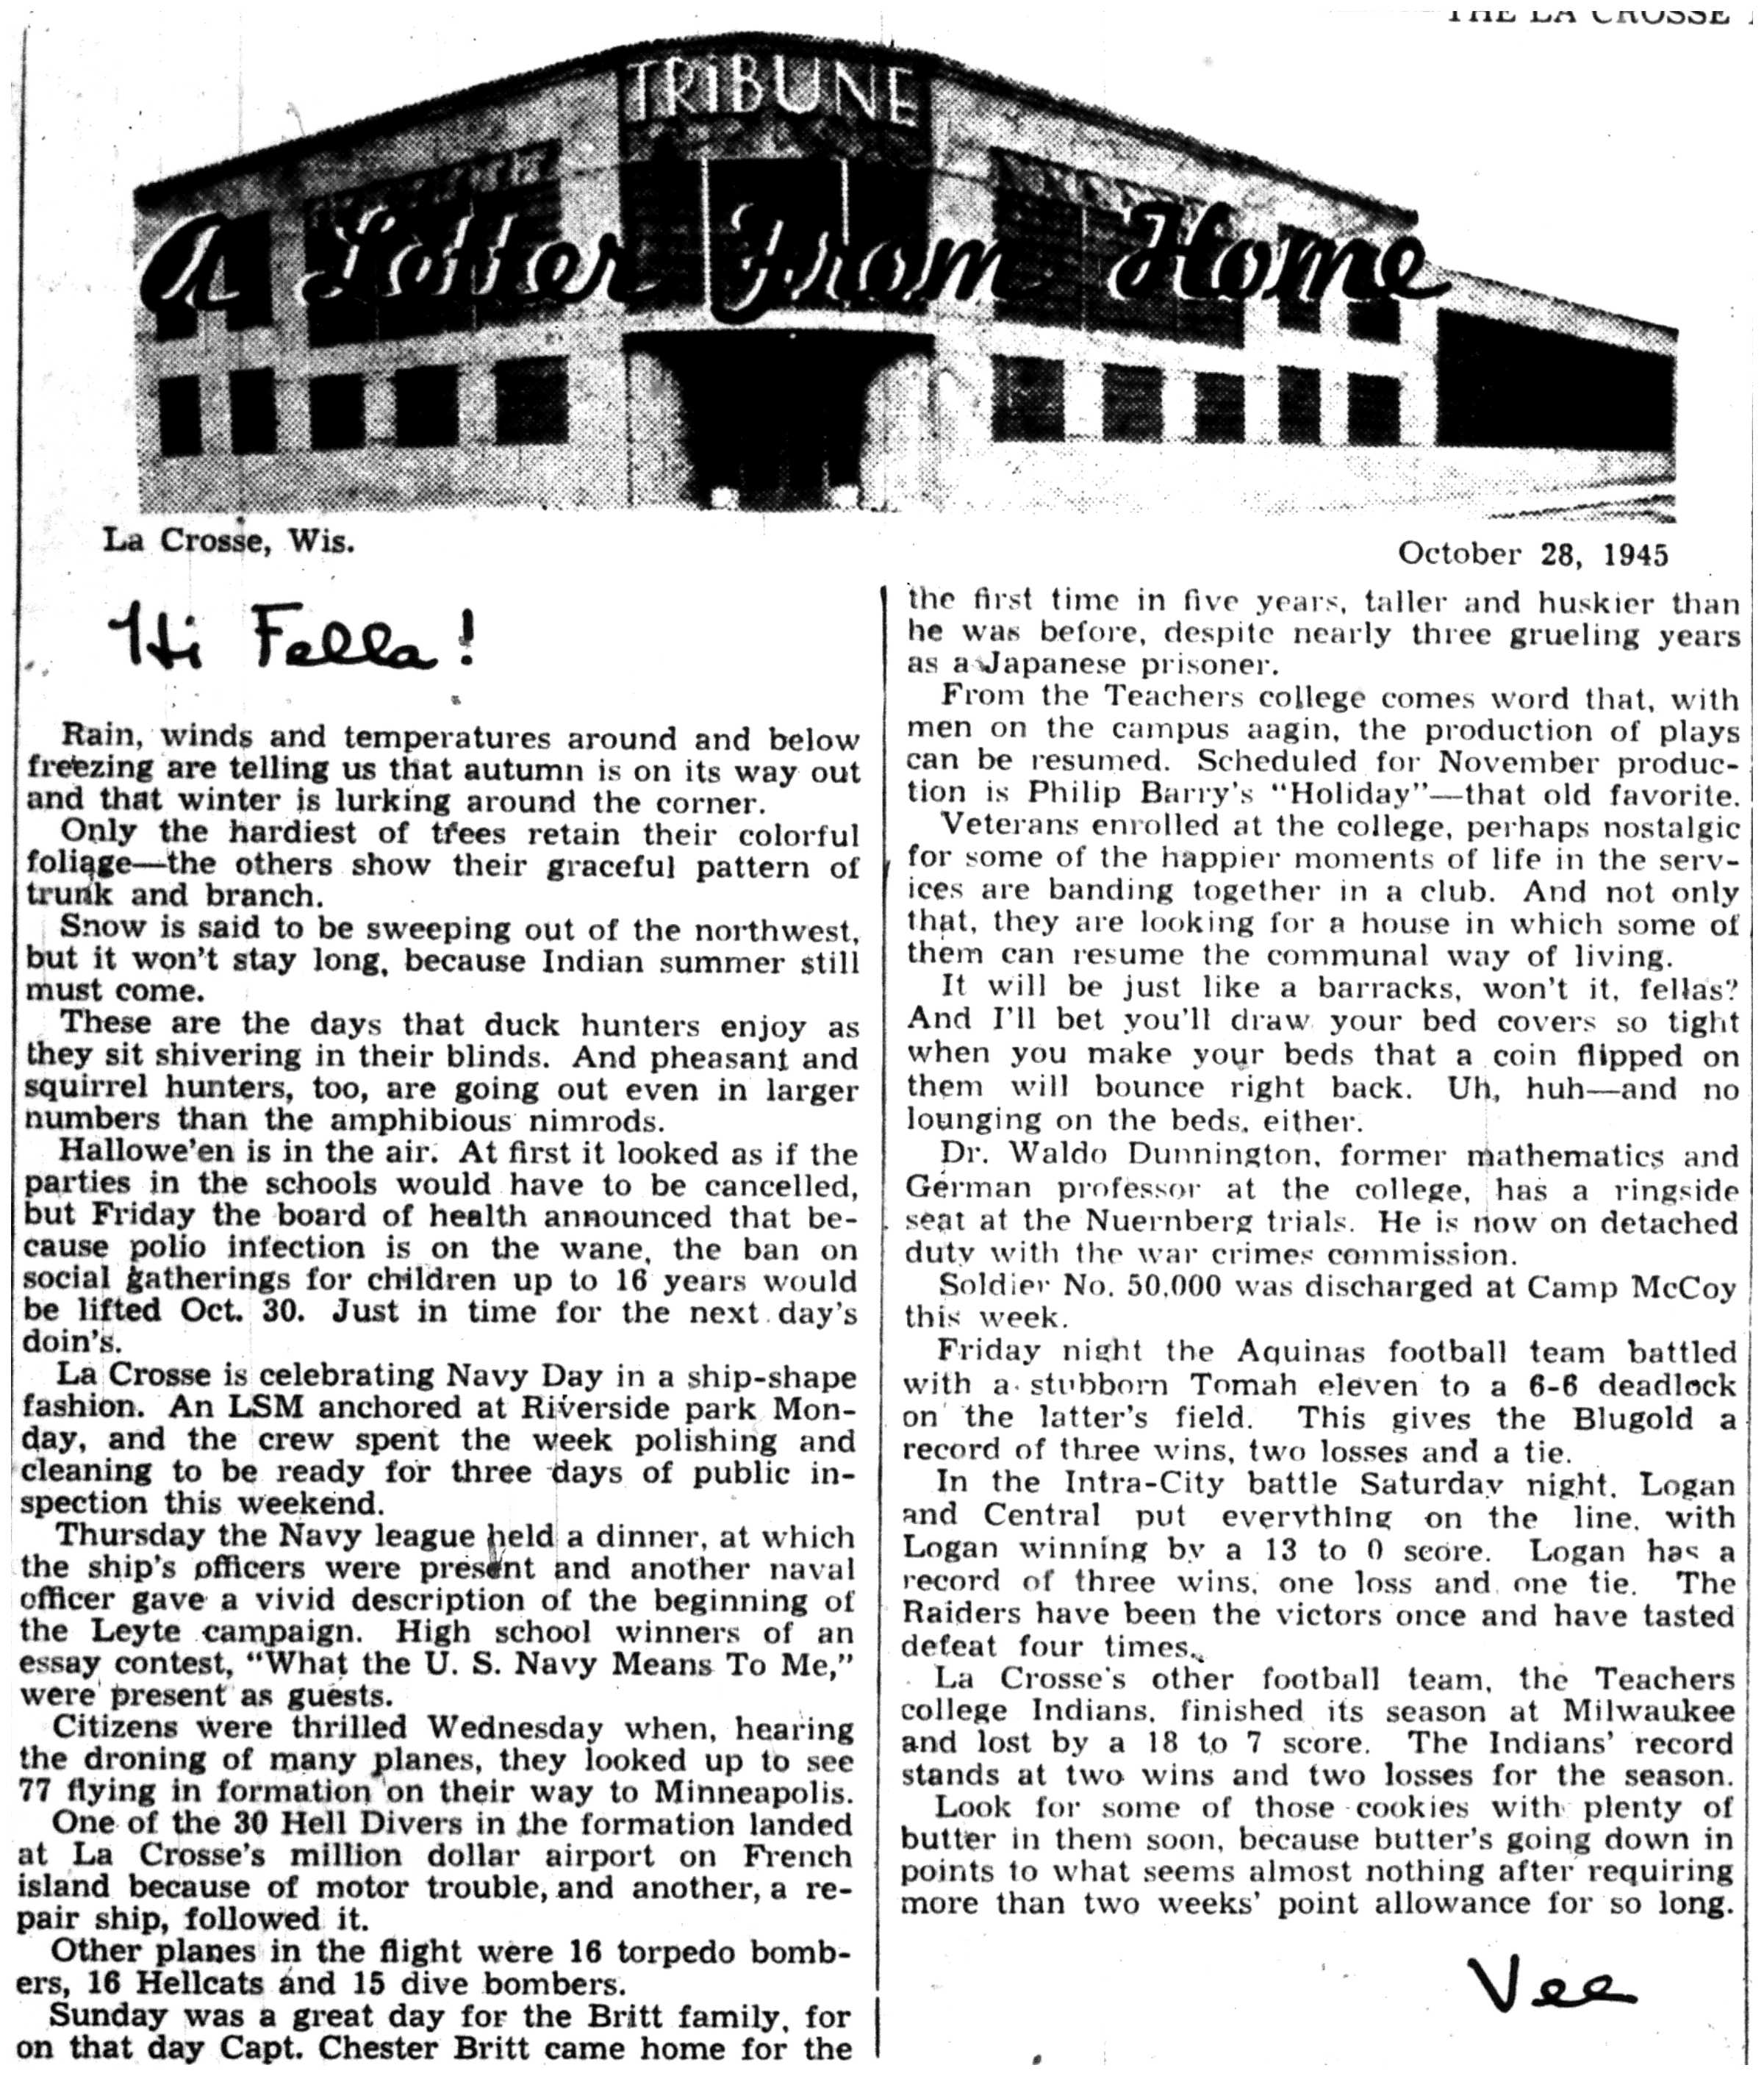 THE LA CROSSE
TRIBUNE
A Letter From Home
La Crosse, Wis.
October 28, 1945
Hi Fella!
Rain, winds and temperatures around and below
freezing are telling us that autumn is on its way out
and that winter is lurking around the corner.
Only the hardiest of trees retain their colorful
foliage—the others show their graceful pattern of
trunk and branch.
Snow is said to be sweeping out of the northwest,
but it won't stay long, because Indian summer still
must come.
These are the days that duck hunters enjoy as
they sit shivering in their blinds. And pheasant and
squirrel hunters, too, are going out even in larger
numbers than the amphibious nimrods.
Hallowe'en is in the air. At first it looked as if the
parties in the schools would have to be cancelled,
but Friday the board of health announced that be-
cause polio infection is on the wane, the ban on
social gatherings for children up to 16 years would
be lifted Oct. 30. Just in time for the next day's
doin's.
La Crosse is celebrating Navy Day in a ship-shape
fashion. An LSM anchored at Riverside park Mon-
day, and the crew spent the week polishing and
cleaning to be ready for three days of public in-
spection this weekend.
Thursday the Navy league held a dinner, at which
the ship's officers were present and another naval
officer gave a vivid description of the beginning of
the Leyte campaign. High school winners of an
essay contest, "What the U. S. Navy Means To Me,"
were present as guests.
Citizens were thrilled Wednesday when, hearing
the droning of many planes, they looked up to see
77 flying in formation on their way to Minneapolis.
One of the 30 Hell Divers in the formation landed
at La Crosse's million dollar airport on French
island because of motor trouble, and another, a re-
pair ship, followed it.
Other planes in the flight were 16 torpedo bomb-
ers, 16 Hellcats and 15 dive bombers.
Sunday was a great day for the Britt family, for
on that day Capt. Chester Britt came home for the
the first time in five years, taller and huskier than
he was before, despite nearly three grueling years
as a Japanese prisoner.
From the Teachers college comes word that, with
men on the campus aagin, the production of plays
can be resumed. Scheduled for November produc-
tion is Philip Barry's "Holiday"—that old favorite.
Veterans enrolled at the college, perhaps nostalgic
for some of the happier moments of life in the serv-
ices are banding together in a club. And not only
that, they are looking for a house in which some of
them can resume the communal way of living.
It will be just like a barracks, won't it, fellas?
And I'll bet you'll draw your bed covers so tight
when you make your beds that a coin flipped on
them will bounce right back. Uh, huh—and no
lounging on the beds, either.
Dr. Waldo Dunnington, former mathematics and
German professor at the college, has a ringside
seat at the Nuernberg trials. He is now on detached
duty with the war crimes commission.
Soldier No. 50,000 was discharged at Camp McCoy
this week.
Friday night the Aquinas football team battled
with a stubborn Tomah eleven to a 6-6 deadlock
on the latter's field. This gives the Blugold a
record of three wins, two losses and a tie.
In the Intra-City battle Saturday night, Logan
and Central put everything on the line, with
Logan winning by a 13 to 0 score. Logan has a
record of three wins, one loss and one tie. The
Raiders have been the victors once and have tasted
defeat four times.
La Crosse's other football team, the Teachers
college Indians, finished its season at Milwaukee
and lost by a 18 to 7 score. The Indians' record
stands at two wins and two losses for the season.
Look for some of those cookies with plenty of
butter in them soon, because butter's going down in
points to what seems almost nothing after requiring
more than two weeks' point allowance for so long.
Vee